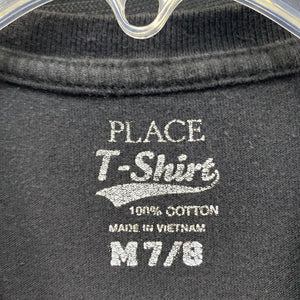 PLACE
T-Shirt
100% COTTON
MADE IN VIETNAM
M 7/8